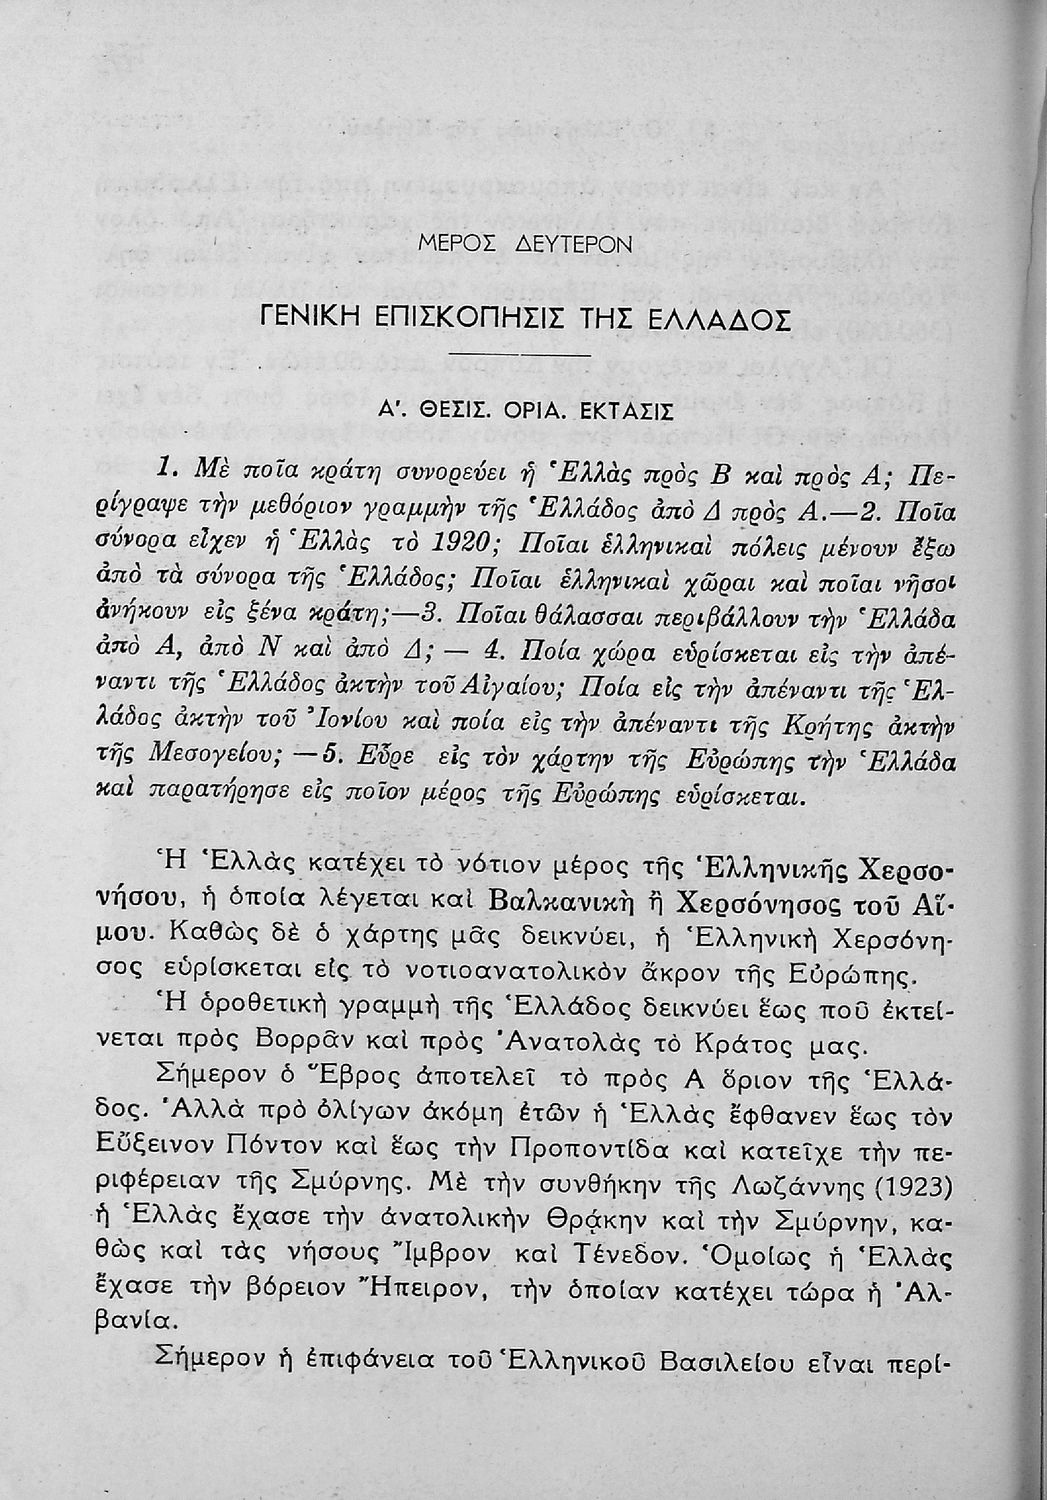 ΜΕΡΟΣ ΔΕΥΤΕΡΟΝ
ΓΕΝΙΚΗ ΕΠΙΣΚΟΠΗΣΙΣ ΤΗΣ ΕΛΛΑΔΟΣ
Α'. ΘΕΣΙΣ. ΟΡΙΑ. ΕΚΤΑΣΙΣ
1. Μὲ ποῖα κράτη συνορεύει ἡ Ἑλλὰς πρὸς Β καὶ πρὸς Α; Πε-
ρίγραψε τὴν μεθόριον γραμμὴν τῆς Ἑλλάδος ἀπὸ Δ πρὸς Α.—2. Ποῖα
σύνορα εἶχεν ἡ Ἑλλὰς τὸ 1920; Ποῖαι ἑλληνικαὶ πόλεις μένουν ἔξω
ἀπὸ τὰ σύνορα τῆς Ἑλλάδος; Ποῖαι ἑλληνικαὶ χῶραι καὶ ποῖαι νῆσοι
ἀνήκουν εἰς ξένα κράτη;—3. Ποῖαι θάλασσαι περιβάλλουν τὴν Ἑλλάδα
ἀπὸ Α, ἀπὸ Ν καὶ ἀπὸ Δ; — 4. Ποία χώρα εὑρίσκεται εἰς τὴν ἀπέ-
ναντι τῆς Ἑλλάδος ἀκτὴν τοῦ Αἰγαίου; Ποία εἰς τὴν ἀπέναντι τῆς Ἑλ-
λάδος ἀκτὴν τοῦ Ἰονίου καὶ ποία εἰς τὴν ἀπέναντι τῆς Κρήτης ἀκτὴν
τῆς Μεσογείου; —5. Εὗρε εἰς τὸν χάρτην τῆς Εὐρώπης τὴν Ἑλλάδα
καὶ παρατήρησε εἰς ποῖον μέρος τῆς Εὐρώπης εὑρίσκεται.
Ἡ Ἑλλὰς κατέχει τὸ νότιον μέρος τῆς Ἑλληνικῆς Χερσο-
νήσου, ἡ ὁποία λέγεται καὶ Βαλκανικὴ ἢ Χερσόνησος τοῦ Αἵ-
μου. Καθὼς δὲ ὁ χάρτης μᾶς δεικνύει, ἡ Ἑλληνικὴ Χερσόνη-
σος εὑρίσκεται εἰς τὸ νοτιοανατολικὸν ἄκρον τῆς Εὐρώπης.
Ἡ ὁροθετικὴ γραμμὴ τῆς Ἑλλάδος δεικνύει ἕως ποῦ ἐκτεί-
νεται πρὸς Βορρᾶν καὶ πρὸς Ἀνατολὰς τὸ Κράτος μας.
Σήμερον ὁ Ἕβρος ἀποτελεῖ τὸ πρὸς Α ὅριον τῆς Ἑλλά-
δος. Ἀλλὰ πρὸ ὀλίγων ἀκόμη ἐτῶν ἡ Ἑλλὰς ἔφθανεν ἕως τὸν
Εὔξεινον Πόντον καὶ ἕως τὴν Προποντίδα καὶ κατεῖχε τὴν πε-
ριφέρειαν τῆς Σμύρνης. Μὲ τὴν συνθήκην τῆς Λωζάννης (1923)
ἡ Ἑλλὰς ἔχασε τὴν ἀνατολικὴν Θράκην καὶ τὴν Σμύρνην, κα-
θὼς καὶ τὰς νήσους Ἴμβρον καὶ Τένεδον. Ὁμοίως ἡ Ἑλλὰς
ἔχασε τὴν βόρειον Ἤπειρον, τὴν ὁποίαν κατέχει τώρα ἡ Ἀλ-
βανία.
Σήμερον ἡ ἐπιφάνεια τοῦ Ἑλληνικοῦ Βασιλείου εἶναι περί-